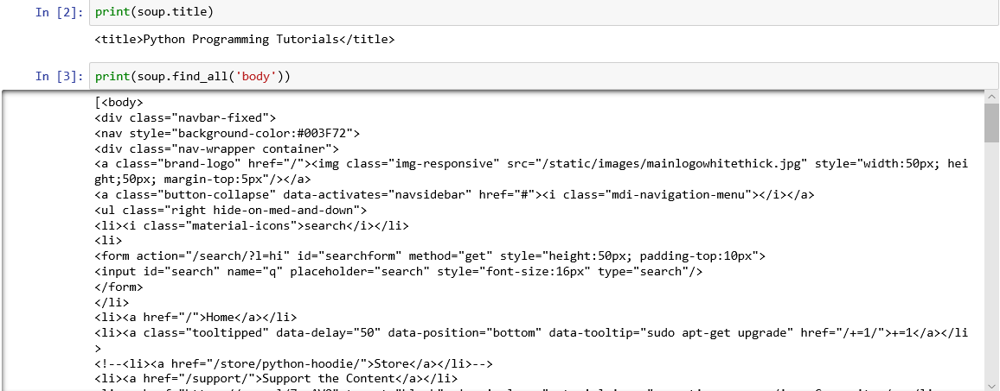 In [2]: print(soup.title)
<title>Python Programming Tutorials</title>
In [3]: print(soup.find_all('body'))
[<body>
<div class="navbar-fixed">
<nav style="background-color:#003F72">
<div class="nav-wrapper container">
<a class="brand-logo" href="/"><img class="img-responsive" src="/static/images/mainlogowhitethick.jpg" style="width:50px; hei
ght;50px; margin-top:5px"/></a>
<a class="button-collapse" data-activates="navsidebar" href="#"><i class="mdi-navigation-menu"></i></a>
<ul class="right hide-on-med-and-down">
<li><i class="material-icons">search</i></li>
<li>
<form action="/search/?l=hi" id="searchform" method="get" style="height:50px; padding-top:10px">
<input id="search" name="q" placeholder="search" style="font-size:16px" type="search"/>
</form>
</li>
<li><a href="/">Home</a></li>
<li><a class="tooltipped" data-delay="50" data-position="bottom" data-tooltip="sudo apt-get upgrade" href="/+=1/">+=1</a></li
>
<!--<li><a href="/store/python-hoodie/">Store</a></li>-->
<li><a href="/support/">Support the Content</a></li>